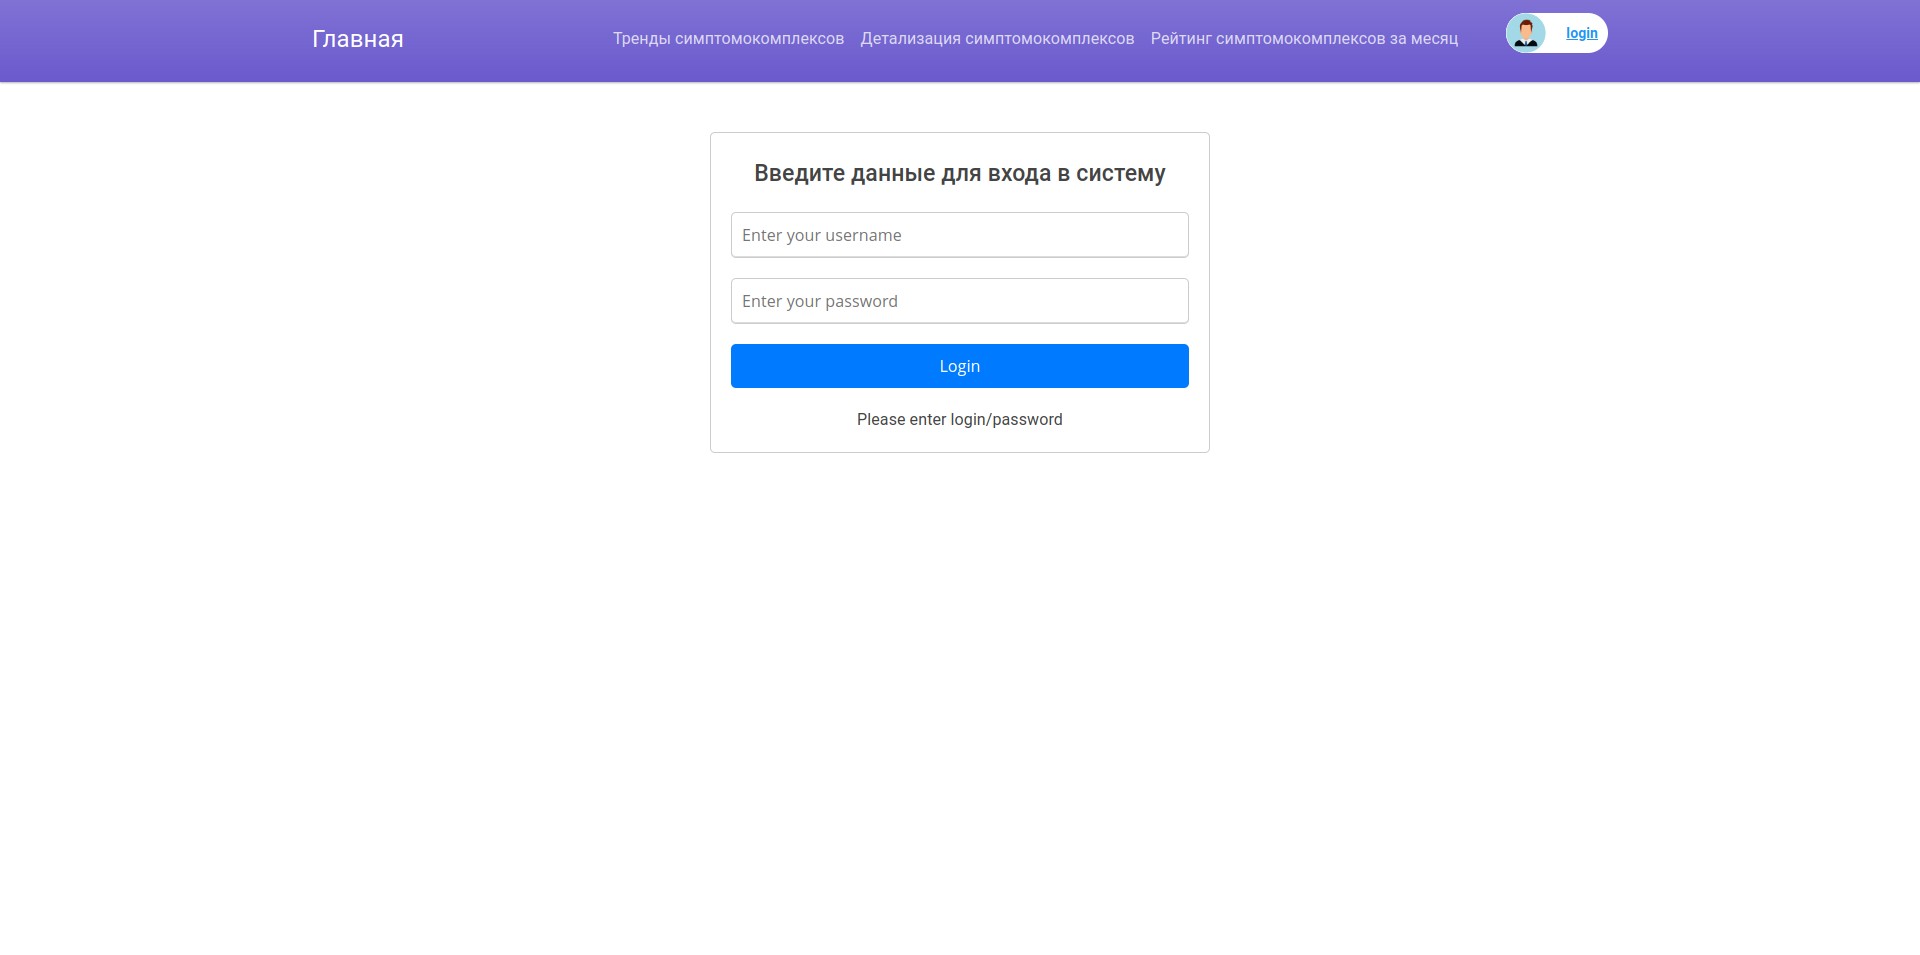 Главная
Тренды симптомокомплексов
Детализация симптомокомплексов
Рейтинг симптомокомплексов за месяц
login
Введите данные для входа в систему
Enter your username
Enter your password
Login
Please enter login/password